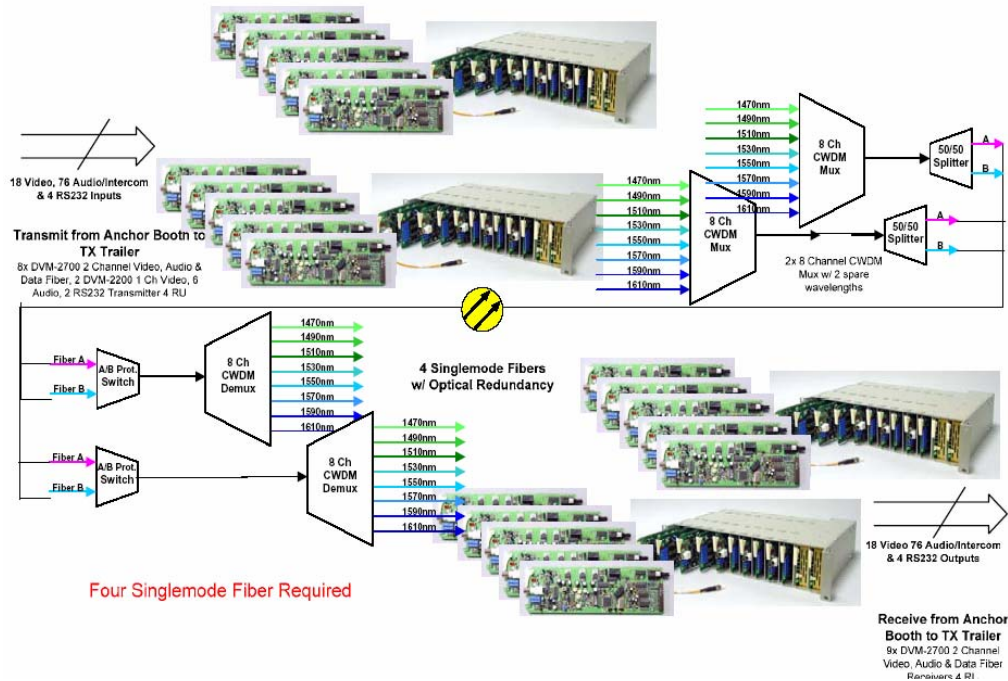 18 Video, 76 Audio/Intercom
& 4 RS232 Inputs
Transmit from Anchor Booth to
TX Trailer
8x DVM-2700 2 Channel Video, Audio &
Data Fiber, 2 DVM-2200 1 Ch Video, 6
Audio, 2 RS232 Transmitter 4 RU
1470nm
1490nm
1510nm
1530nm
1550nm
1570nm
1590nm
1610nm
8 Ch
CWDM
Mux
50/50
Splitter
A
B
1470nm
1490nm
1510nm
1530nm
1550nm
1570nm
1590nm
1610nm
8 Ch
CWDM
Mux
50/50
Splitter
A
B
2x 8 Channel CWDM
Mux w/ 2 spare
wavelengths
Fiber A
Fiber B
A/B Prot.
Switch
8 Ch
CWDM
Demux
1470nm
1490nm
1510nm
1530nm
1550nm
1570nm
1590nm
1610nm
4 Singlemode Fibers
w/ Optical Redundancy
Fiber A
Fiber B
A/B Prot.
Switch
8 Ch
CWDM
Demux
1470nm
1490nm
1510nm
1530nm
1550nm
1570nm
1590nm
1610nm
18 Video 76 Audio/Intercom
& 4 RS232 Outputs
Four Singlemode Fiber Required
Receive from Anchor
Booth to TX Trailer
9x DVM-2700 2 Channel
Video, Audio & Data Fiber
Receivers 4